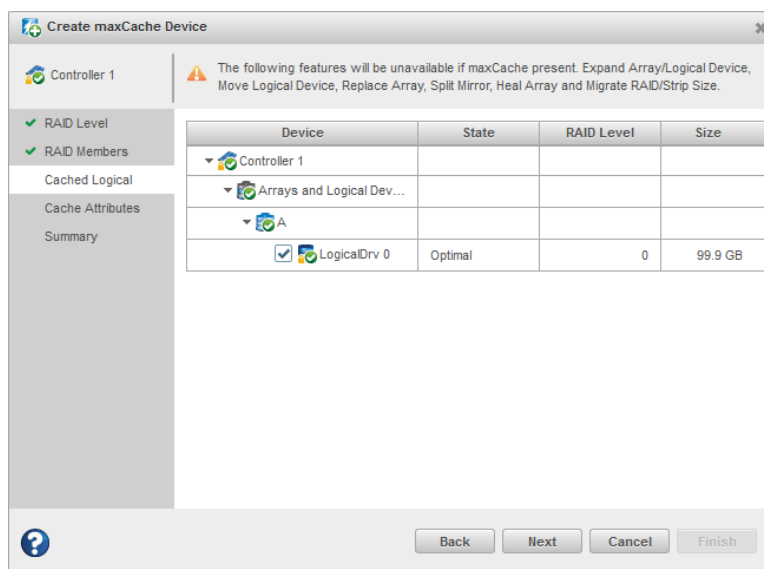 Create maxCache Device
Controller 1
The following features will be unavailable if maxCache present. Expand Array/Logical Device,
Move Logical Device, Replace Array, Split Mirror, Heal Array and Migrate RAID/Strip Size.
RAID Level
RAID Members
Cached Logical
Cache Attributes
Summary
Device State RAID Level Size
Controller 1
Arrays and Logical Dev...
A
LogicalDrv 0 Optimal 0 99.9 GB
?
Back Next Cancel Finish